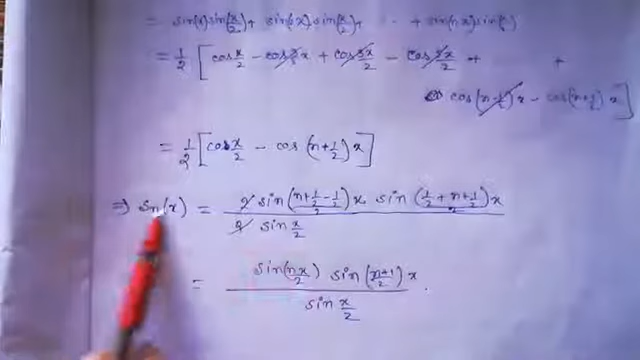 = sin(x) sin(x/2) + sin(2x) sin(x/2) + · · + sin(nx) sin(x/2)
= 1/2 [ cos x/2 - cos 3x/2 + cos 3x/2 - cos 5x/2 + +
cos(n-1/2)x - cos(n+1/2)x ]
= 1/2 [ cos x/2 - cos (n+1/2)x ]
⇒ Sn(x) = 2 sin((n+1/2-1/2)/2)x sin((1/2+n+1/2)/2)x / 2 sin x/2
= sin(nx/2) sin((n+1)/2)x / sin x/2 .